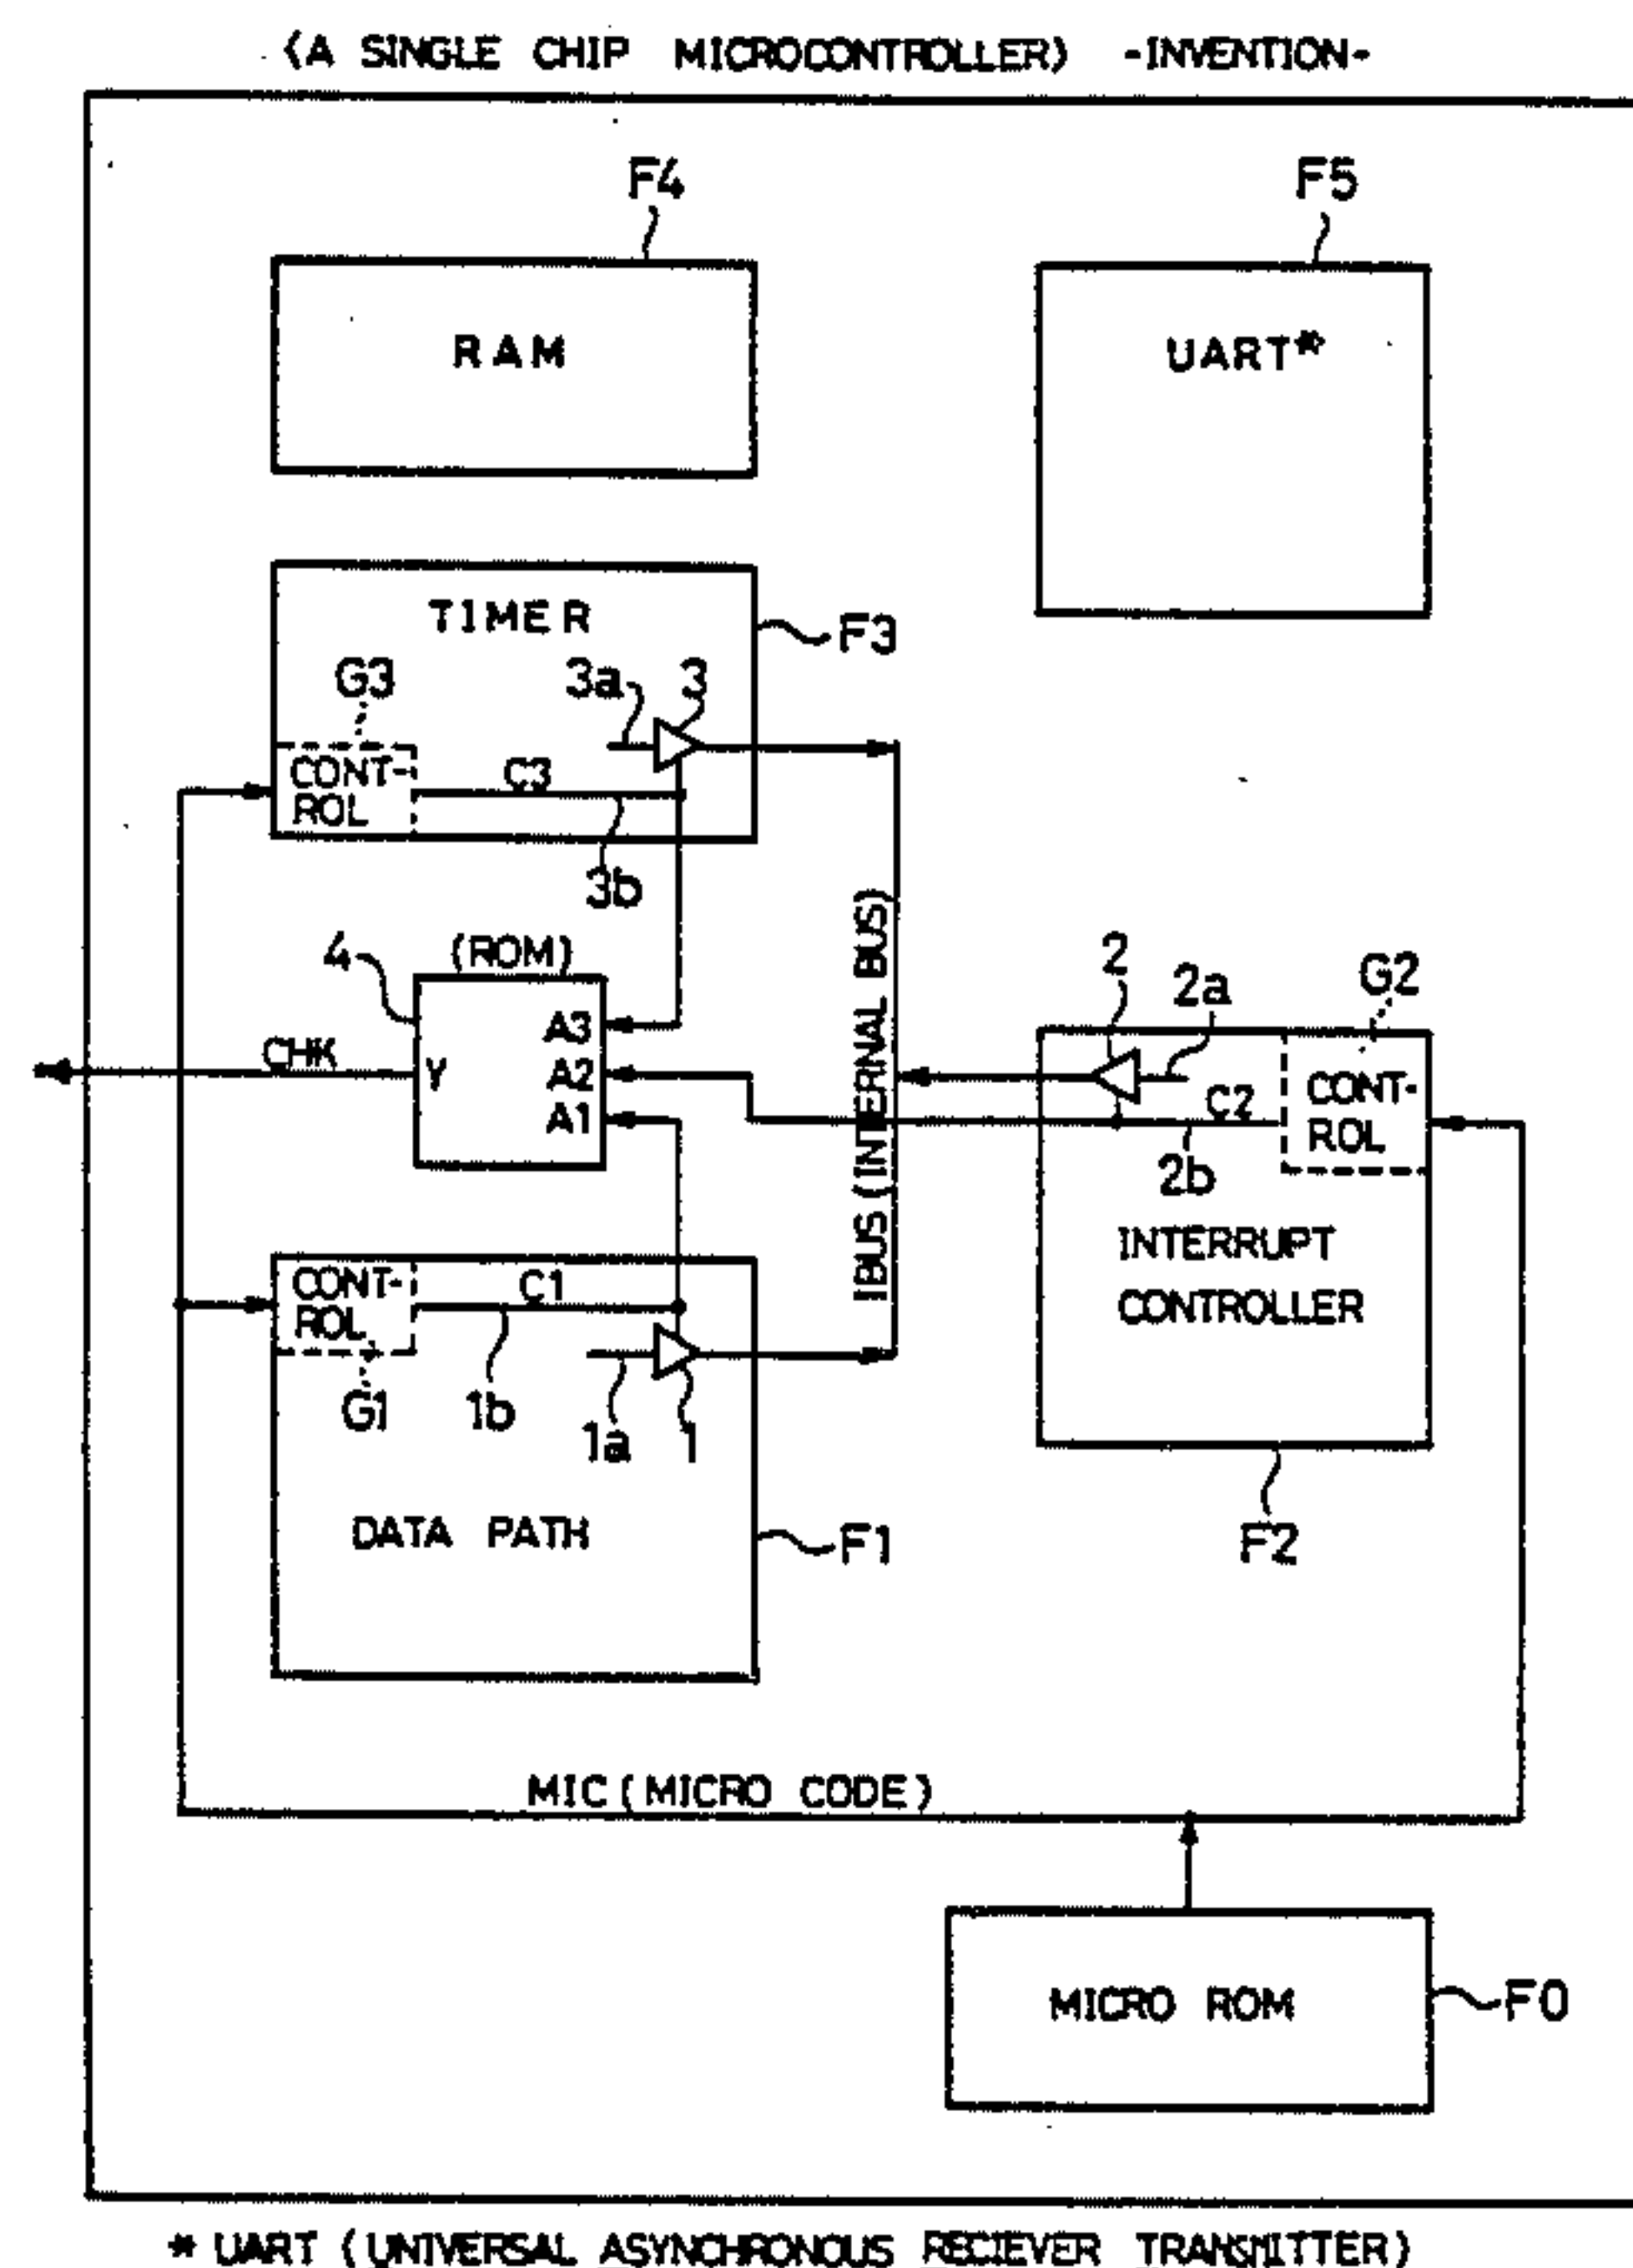 (A SINGLE CHIP MICROCONTROLLER) -INVENTION-
F4
F5
RAM
UART*
TIMER
F3
G3
3a
3
CONT-
ROL
C3
3b
4
(ROM)
A3
CHK
Y
A2
A1
IBUS (INTERNAL BUS)
2
2a
G2
C2
CONT-
ROL
2b
INTERRUPT
CONTROLLER
CONT-
ROL
C1
G1
1b
1a
1
DATA PATH
F1
F2
MIC (MICRO CODE)
MICRO ROM
F0
* UART (UNIVERSAL ASYNCHRONOUS RECIEVER TRANSMITTER)